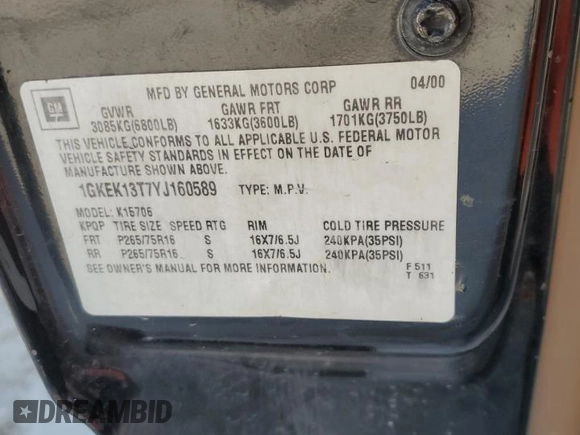 GM
MFD BY GENERAL MOTORS CORP 04/00
GVWR GAWR FRT GAWR RR
3085KG(6800LB) 1633KG(3600LB) 1701KG(3750LB)
THIS VEHICLE CONFORMS TO ALL APPLICABLE U.S. FEDERAL MOTOR
VEHICLE SAFETY STANDARDS IN EFFECT ON THE DATE OF
MANUFACTURE SHOWN ABOVE.
1GKEK13T7YJ160589 TYPE: M.P.V.
MODEL: K15706
KPQP TIRE SIZE SPEED RTG RIM COLD TIRE PRESSURE
FRT P265/75R16 S 16X7/6.5J 240KPA(35PSI)
RR P265/75R16 S 16X7/6.5J 240KPA(35PSI)
SEE OWNER'S MANUAL FOR MORE INFORMATION. F 511
T 631
DREAMBID